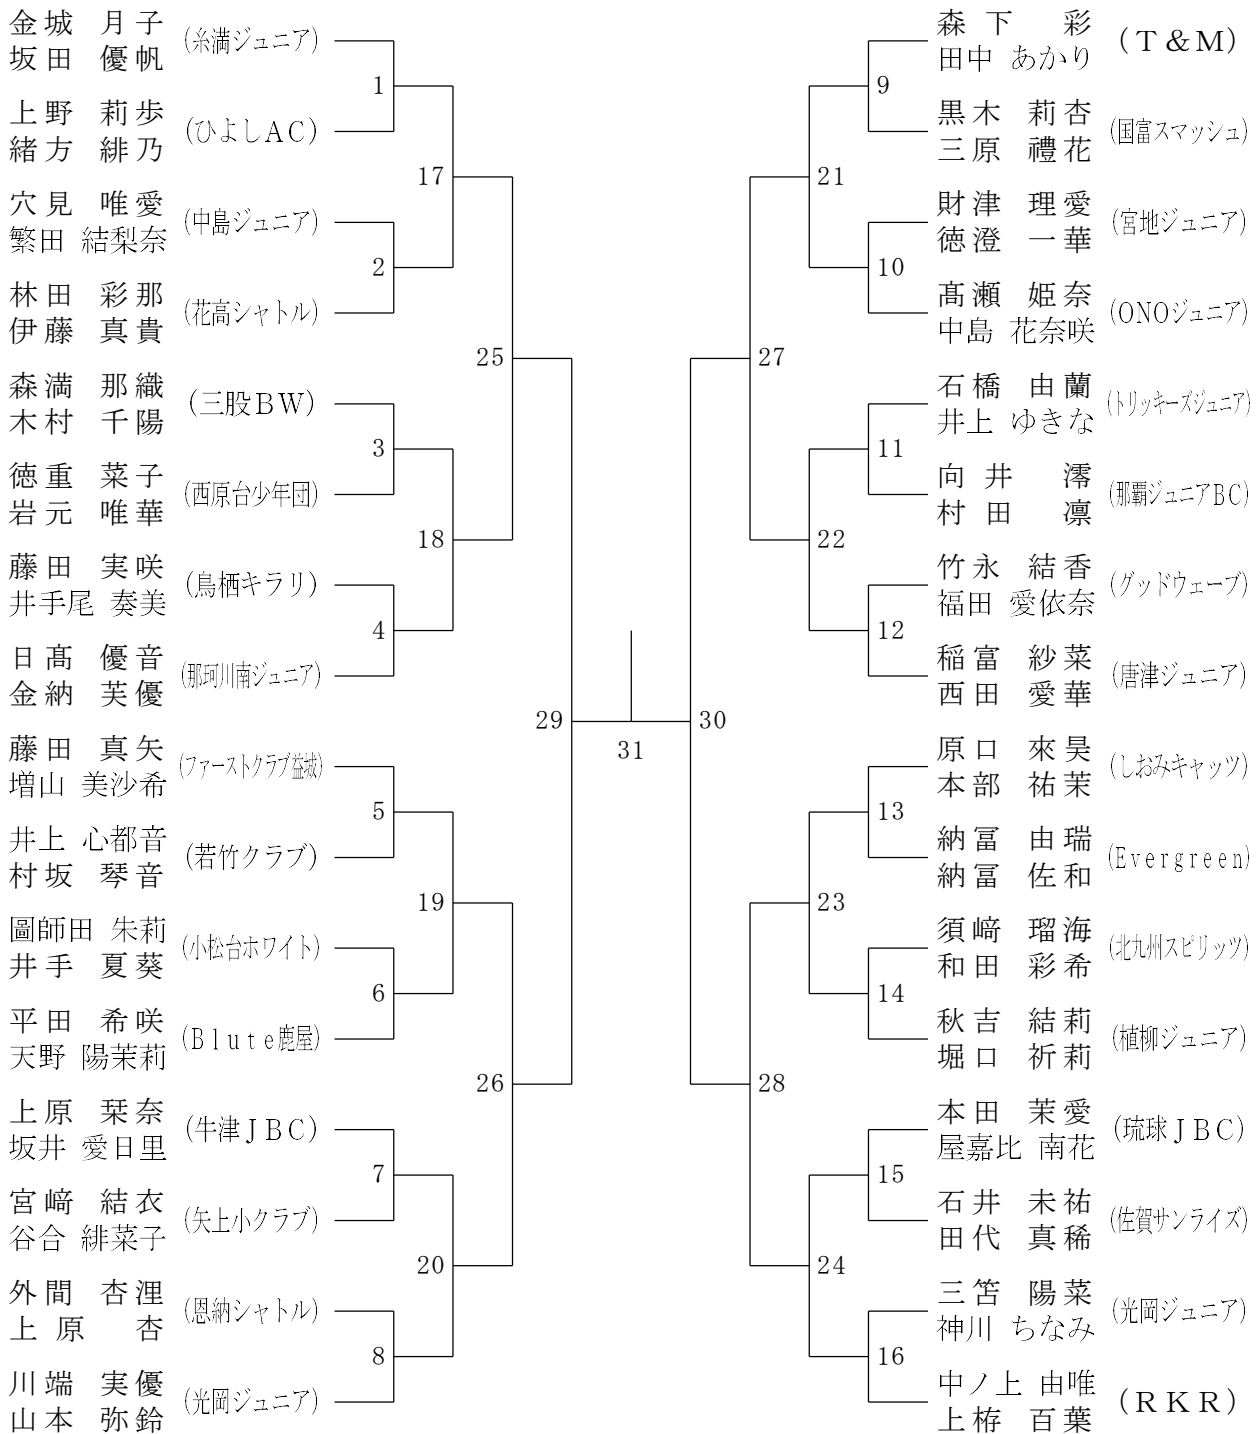 金城 月子
坂田 優帆
(糸満ジュニア)
1
上野 莉歩
緒方 緋乃
(ひよしAC)
17
穴見 唯愛
繁田 結梨奈
(中島ジュニア)
2
林田 彩那
伊藤 真貴
(花高シャトル)
25
森満 那織
木村 千陽
(三股BW)
3
徳重 菜子
岩元 唯華
(西原台少年団)
18
藤田 実咲
井手尾 奏美
(鳥栖キラリ)
4
日髙 優音
金納 芙優
(那珂川南ジュニア)
29
藤田 真矢
増山 美沙希
(ファーストクラブ益城)
5
井上 心都音
村坂 琴音
(若竹クラブ)
19
圖師田 朱莉
井手 夏葵
(小松台ホワイト)
6
平田 希咲
天野 陽茉莉
(Blute鹿屋)
26
上原 栞奈
坂井 愛日里
(牛津JBC)
7
宮﨑 結衣
谷合 緋菜子
(矢上小クラブ)
20
外間 杏浬
上原 杏
(恩納シャトル)
8
川端 実優
山本 弥鈴
(光岡ジュニア)
31
森下 彩
田中 あかり
(T&M)
9
黒木 莉杏
三原 禮花
(国富スマッシュ)
21
財津 理愛
徳澄 一華
(宮地ジュニア)
10
髙瀬 姫奈
中島 花奈咲
(ONOジュニア)
27
石橋 由蘭
井上 ゆきな
(トリッキーズジュニア)
11
向井 澪
村田 凛
(那覇ジュニアBC)
22
竹永 結香
福田 愛依奈
(グッドウェーブ)
12
稲富 紗菜
西田 愛華
(唐津ジュニア)
30
原口 來昊
本部 祐茉
(しおみキャッツ)
13
納冨 由瑞
納冨 佐和
(Evergreen)
23
須﨑 瑠海
和田 彩希
(北九州スピリッツ)
14
秋吉 結莉
堀口 祈莉
(植柳ジュニア)
28
本田 茉愛
屋嘉比 南花
(琉球JBC)
15
石井 未祐
田代 真稀
(佐賀サンライズ)
24
三笘 陽菜
神川 ちなみ
(光岡ジュニア)
16
中ノ上 由唯
上栫 百葉
(RKR)